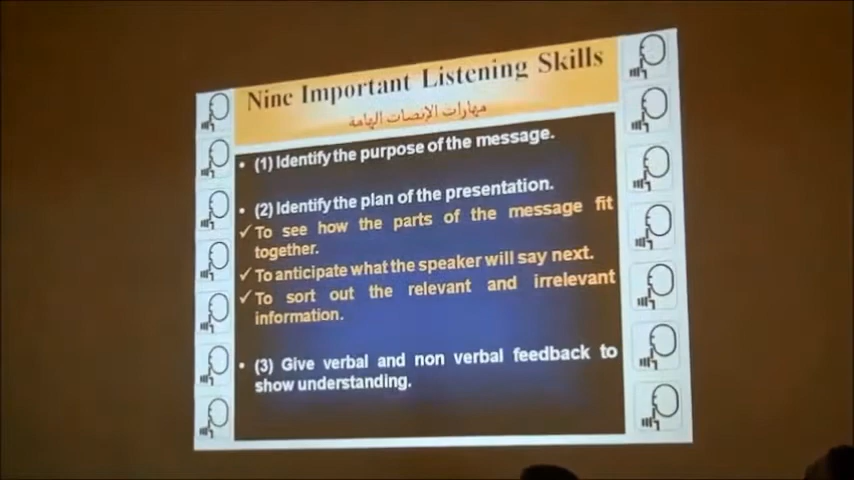 Nine Important Listening Skills
مهارات الإنصات الهامة
• (1) Identify the purpose of the message.
• (2) Identify the plan of the presentation.
✓ To see how the parts of the message fit
together.
✓ To anticipate what the speaker will say next.
✓ To sort out the relevant and irrelevant
information.
• (3) Give verbal and non verbal feedback to
show understanding.